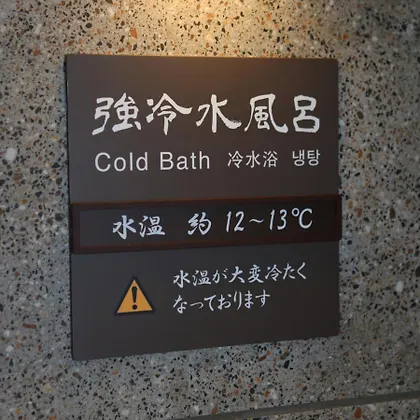 強冷水風呂
Cold Bath 冷水浴 냉탕
水温 約 12～13℃
水温が大変冷たく
なっております